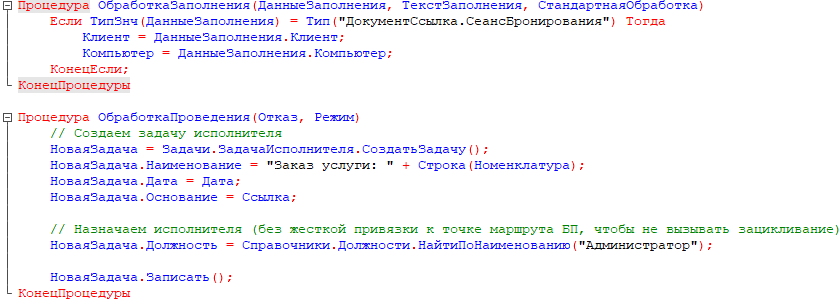 Процедура ОбработкаЗаполнения(ДанныеЗаполнения, ТекстЗаполнения, СтандартнаяОбработка)
Если ТипЗнч(ДанныеЗаполнения) = Тип("ДокументСсылка.СеансБронирования") Тогда
Клиент = ДанныеЗаполнения.Клиент;
Компьютер = ДанныеЗаполнения.Компьютер;
КонецЕсли;
КонецПроцедуры
Процедура ОбработкаПроведения(Отказ, Режим)
// Создаем задачу исполнителя
НоваяЗадача = Задачи.ЗадачаИсполнителя.СоздатьЗадачу();
НоваяЗадача.Наименование = "Заказ услуги: " + Строка(Номенклатура);
НоваяЗадача.Дата = Дата;
НоваяЗадача.Основание = Ссылка;
// Назначаем исполнителя (без жесткой привязки к точке маршрута БП, чтобы не вызывать зацикливание)
НоваяЗадача.Должность = Справочники.Должности.НайтиПоНаименованию("Администратор");
НоваяЗадача.Записать();
КонецПроцедуры